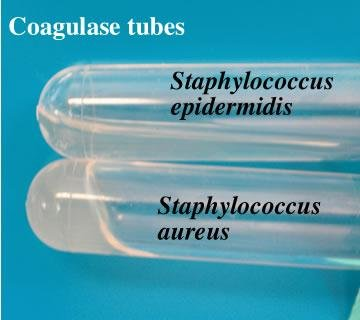 Coagulase tubes
Staphylococcus
epidermidis
Staphylococcus
aureus